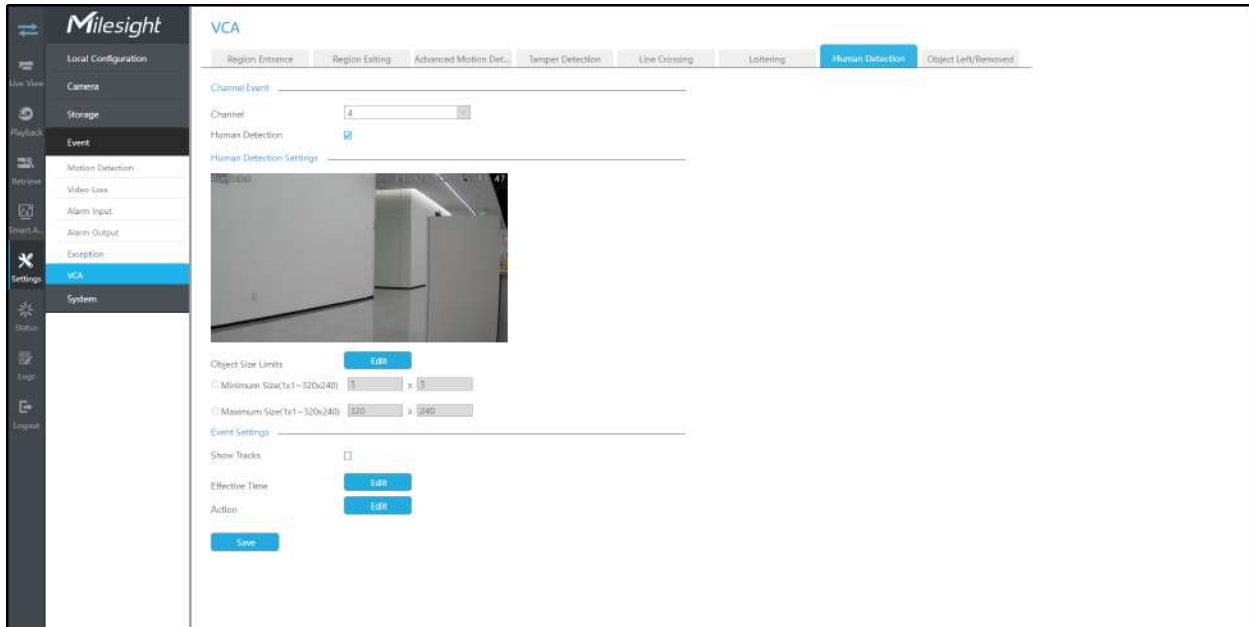 Milesight
VCA
Local Configuration
Region Entrance Region Exiting Advanced Motion Det... Tamper Detection Line Crossing Loitering Human Detection Object Left/Removed
Live View
Camera
Channel Event
Storage
Channel 4
Playback
Event
Human Detection
Human Detection Settings
Motion Detection
Retrieve
Video Loss
47
Alarm Input
Smart A...
Alarm Output
Exception
Settings
VCA
System
Status
Object Size Limits Edit
Logs
Minimum Size(1x1~320x240) 3 x 3
Logout
Maximum Size(1x1~320x240) 320 x 240
Event Settings
Show Tracks
Effective Time Edit
Action Edit
Save